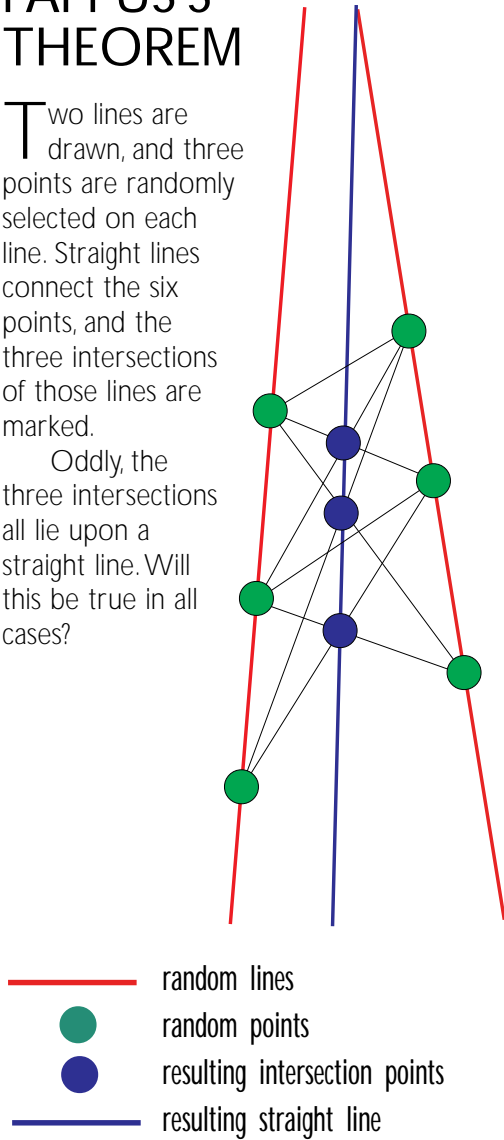 PAPPUS'S
THEOREM
Two lines are
drawn, and three
points are randomly
selected on each
line. Straight lines
connect the six
points, and the
three intersections
of those lines are
marked.
Oddly, the
three intersections
all lie upon a
straight line. Will
this be true in all
cases?
random lines
random points
resulting intersection points
resulting straight line